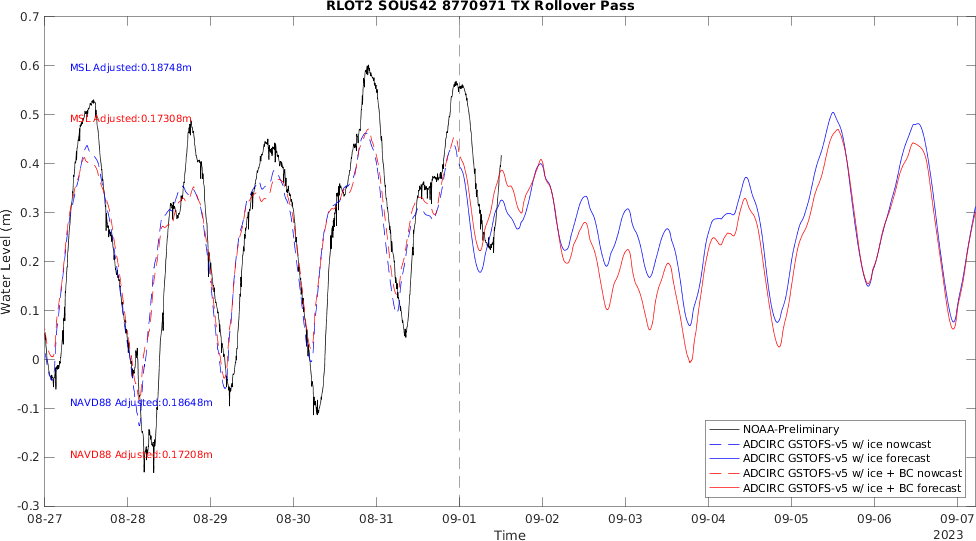 RLOT2 SOUS42 8770971 TX Rollover Pass
0.7
0.6
0.5
0.4
0.3
0.2
0.1
0
-0.1
-0.2
-0.3
Water Level (m)
MSL Adjusted:0.18748m
MSL Adjusted:0.17308m
NAVD88 Adjusted:0.18648m
NAVD88 Adjusted:0.17208m
NOAA-Preliminary
ADCIRC GSTOFS-v5 w/ ice nowcast
ADCIRC GSTOFS-v5 w/ ice forecast
ADCIRC GSTOFS-v5 w/ ice + BC nowcast
ADCIRC GSTOFS-v5 w/ ice + BC forecast
08-27 08-28 08-29 08-30 08-31 09-01 09-02 09-03 09-04 09-05 09-06 09-07
Time
2023